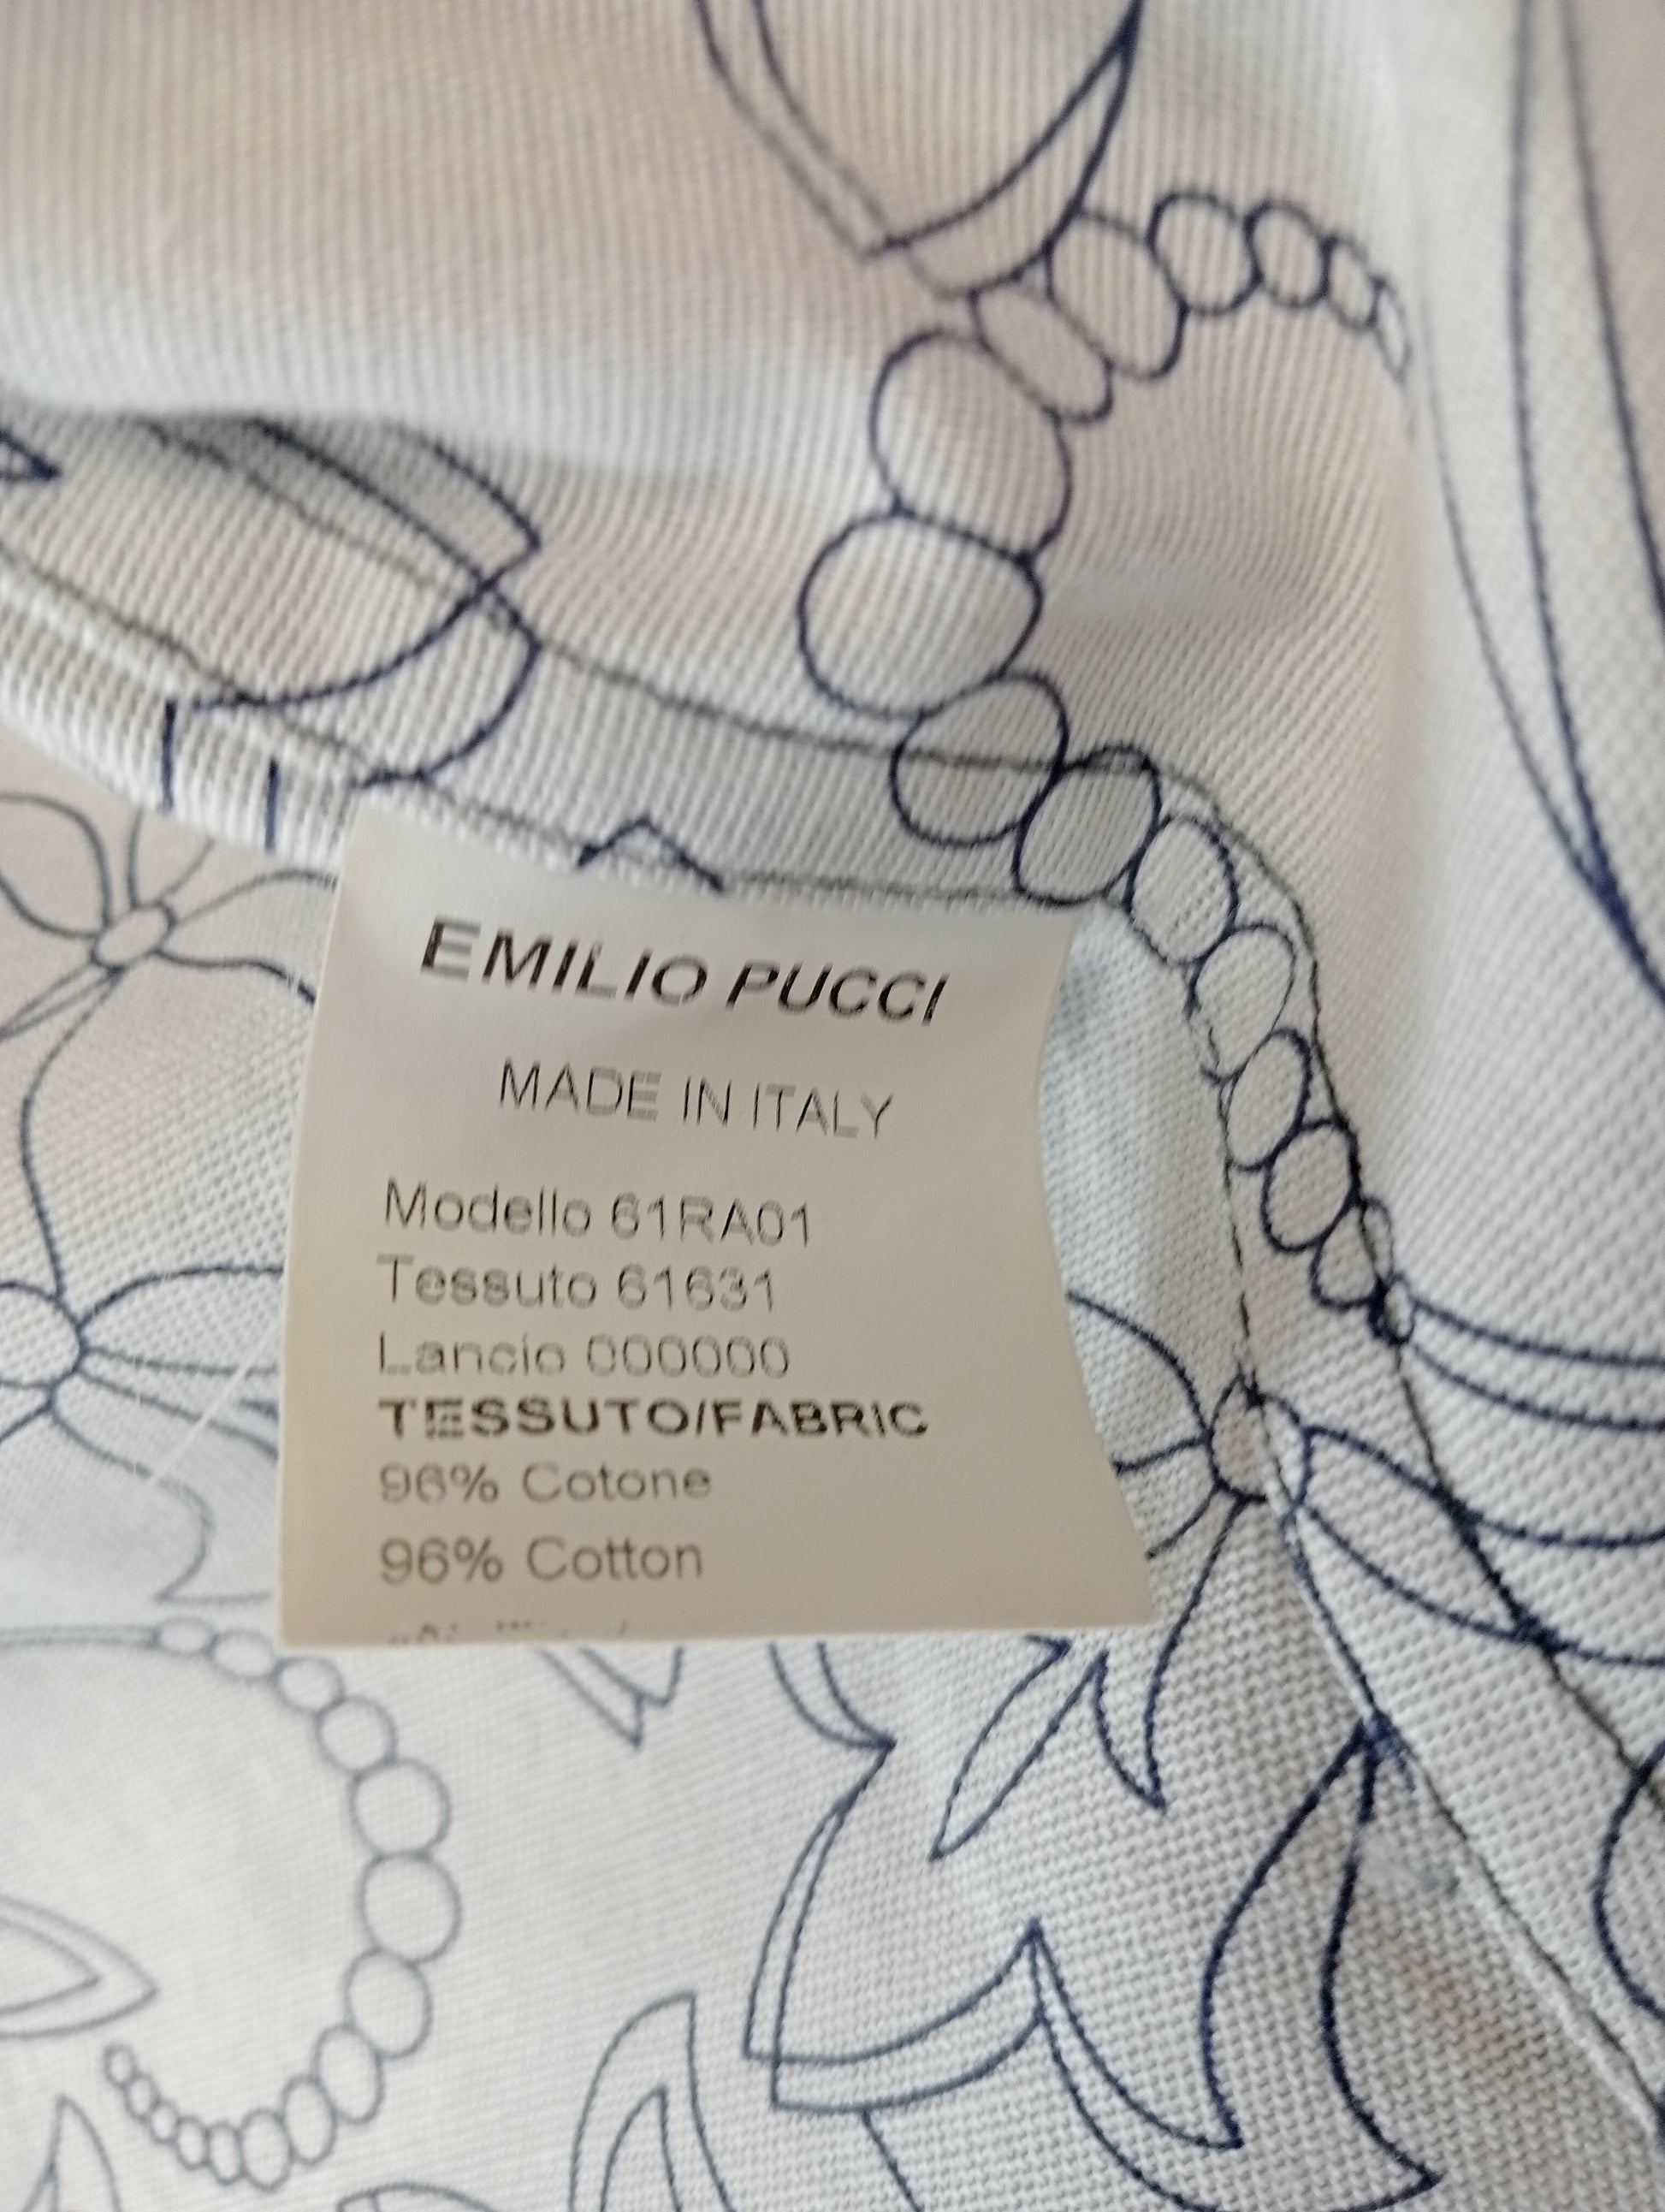 EMILIO PUCCI
MADE IN ITALY
Modello 61RA01
Tessuto 61631
Lancio 000000
TESSUTO/FABRIC
96% Cotone
96% Cotton